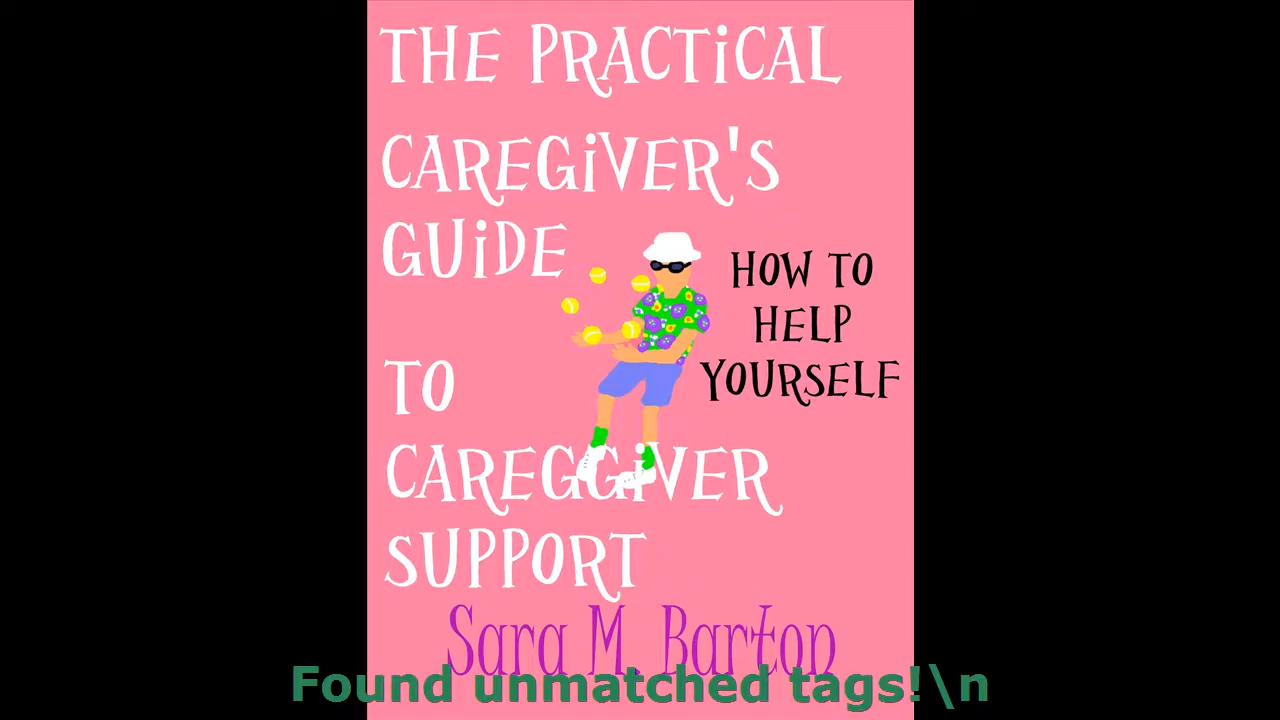 THE PRACTiCAL
CAREGiVER'S
GUiDE
HOW TO
HELP
YOURSELF
TO
CAREGGiVER
SUPPORT
Sara M. Barton
Found unmatched tags!\n